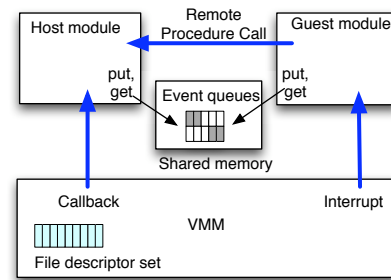 Host module
Remote
Procedure Call
Guest module
put,
get
Event queues
put,
get
Shared memory
Callback
VMM
Interrupt
File descriptor set